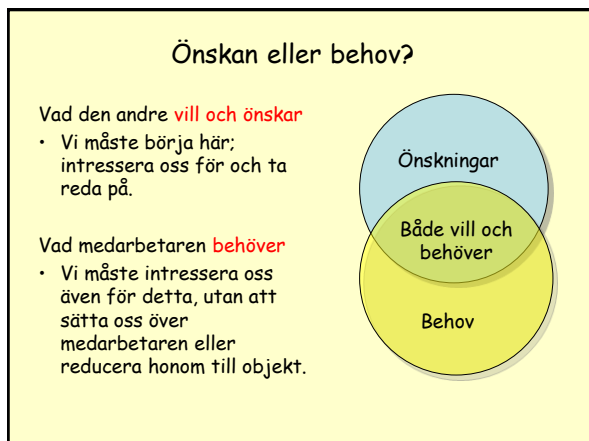 Önskan eller behov?
Vad den andre vill och önskar
• Vi måste börja här;
intressera oss för och ta
reda på.
Vad medarbetaren behöver
• Vi måste intressera oss
även för detta, utan att
sätta oss över
medarbetaren eller
reducera honom till objekt.
Önskningar
Både vill och
behöver
Behov